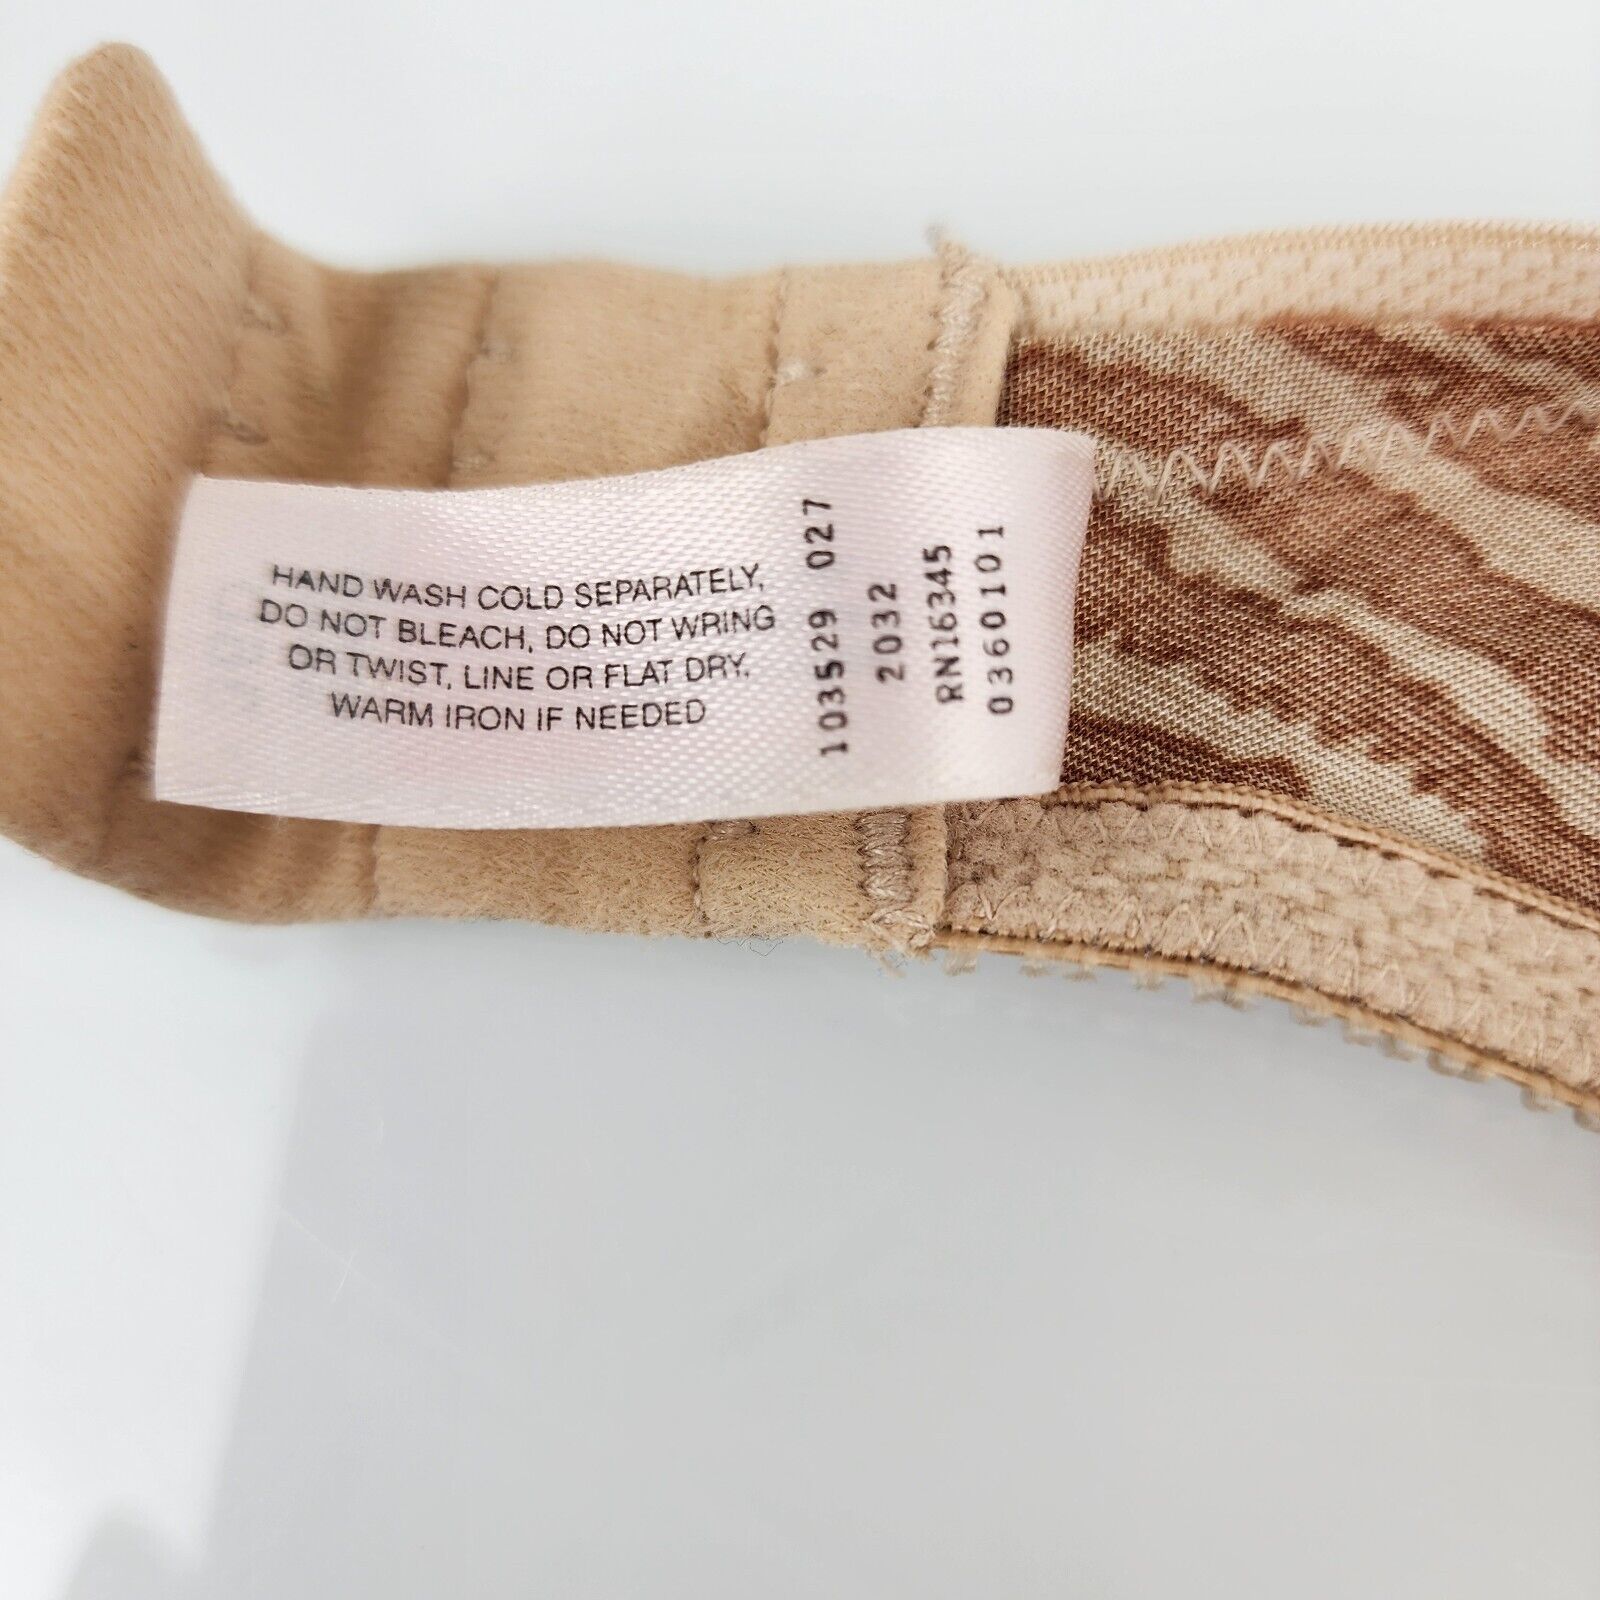 HAND WASH COLD SEPARATELY,
DO NOT BLEACH, DO NOT WRING
OR TWIST, LINE OR FLAT DRY.
WARM IRON IF NEEDED
103529 027
2032
RN16345
0360101